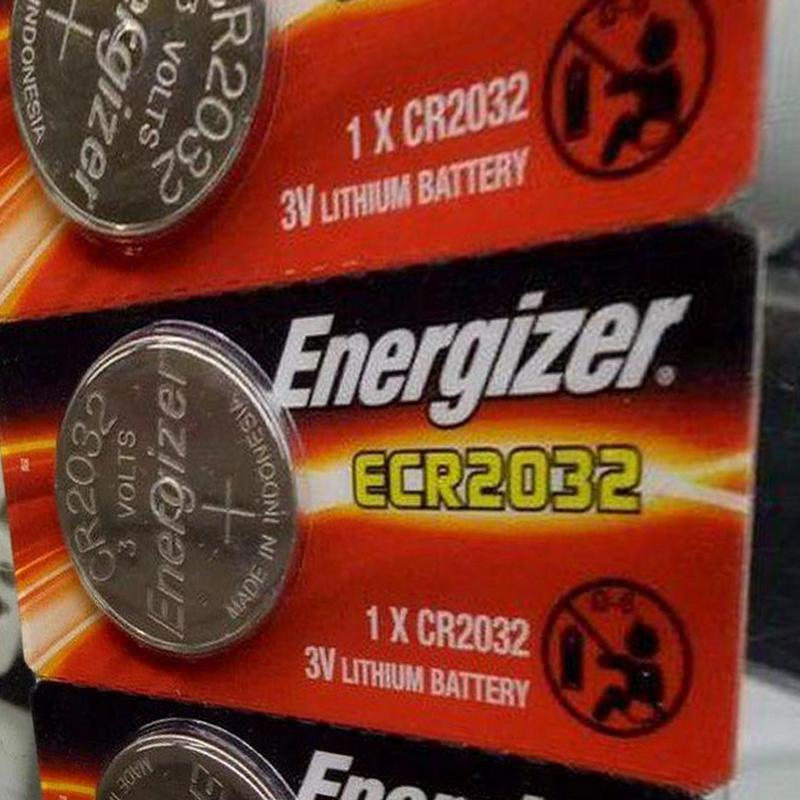 CR2032
3 VOLTS
Energizer
INDONESIA
1 X CR2032
3V LITHIUM BATTERY
Energizer
ECR2032
CR2032
3 VOLTS
Energizer
MADE IN INDONESIA
1 X CR2032
3V LITHIUM BATTERY
MADE